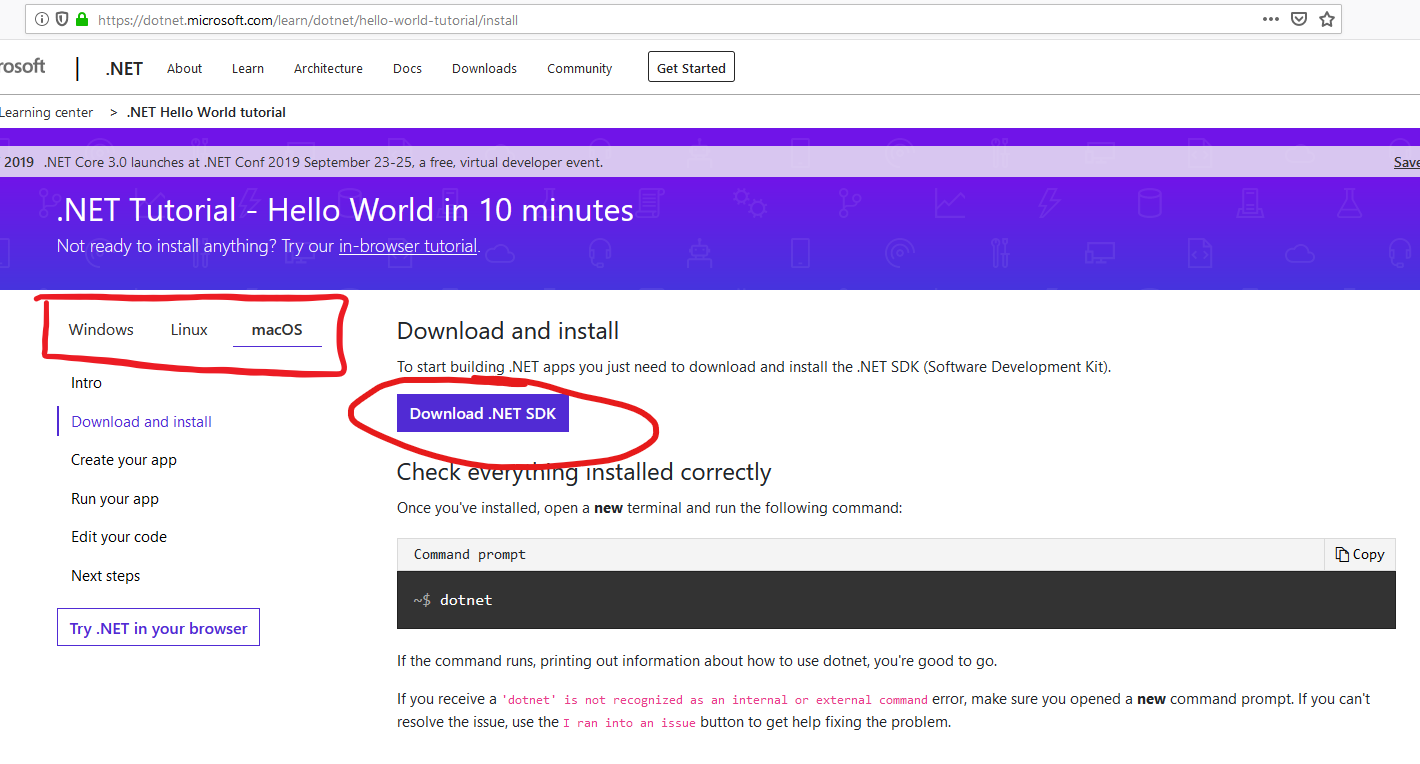 https://dotnet.microsoft.com/learn/dotnet/hello-world-tutorial/install
rosoft | .NET About Learn Architecture Docs Downloads Community Get Started
Learning center > .NET Hello World tutorial
2019 .NET Core 3.0 launches at .NET Conf 2019 September 23-25, a free, virtual developer event. Save
.NET Tutorial - Hello World in 10 minutes
Not ready to install anything? Try our in-browser tutorial.
Windows Linux macOS
Intro
Download and install
Create your app
Run your app
Edit your code
Next steps
Try .NET in your browser
Download and install
To start building .NET apps you just need to download and install the .NET SDK (Software Development Kit).
Download .NET SDK
Check everything installed correctly
Once you've installed, open a new terminal and run the following command:
Command prompt Copy
~$ dotnet
If the command runs, printing out information about how to use dotnet, you're good to go.
If you receive a 'dotnet' is not recognized as an internal or external command error, make sure you opened a new command prompt. If you can't
resolve the issue, use the I ran into an issue button to get help fixing the problem.